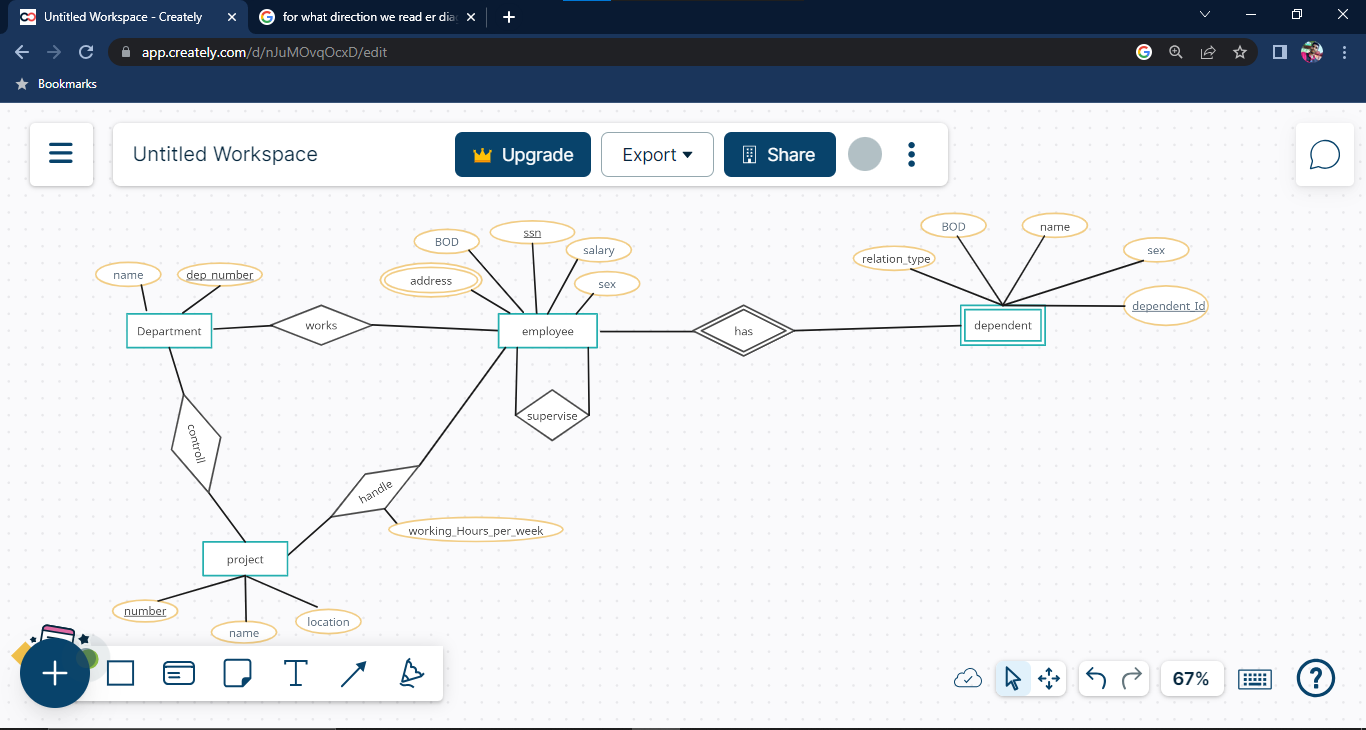 Untitled Workspace - Creately
for what direction we read er dia
app.creately.com/d/nJuMOvqOcxD/edit
Bookmarks
Untitled Workspace
Upgrade
Export
Share
BOD
ssn
salary
address
sex
name
dep_number
BOD
name
relation_type
sex
dependent_Id
Department
works
employee
has
dependent
supervise
controll
handle
working_Hours_per_week
project
number
name
location
T
67%
?